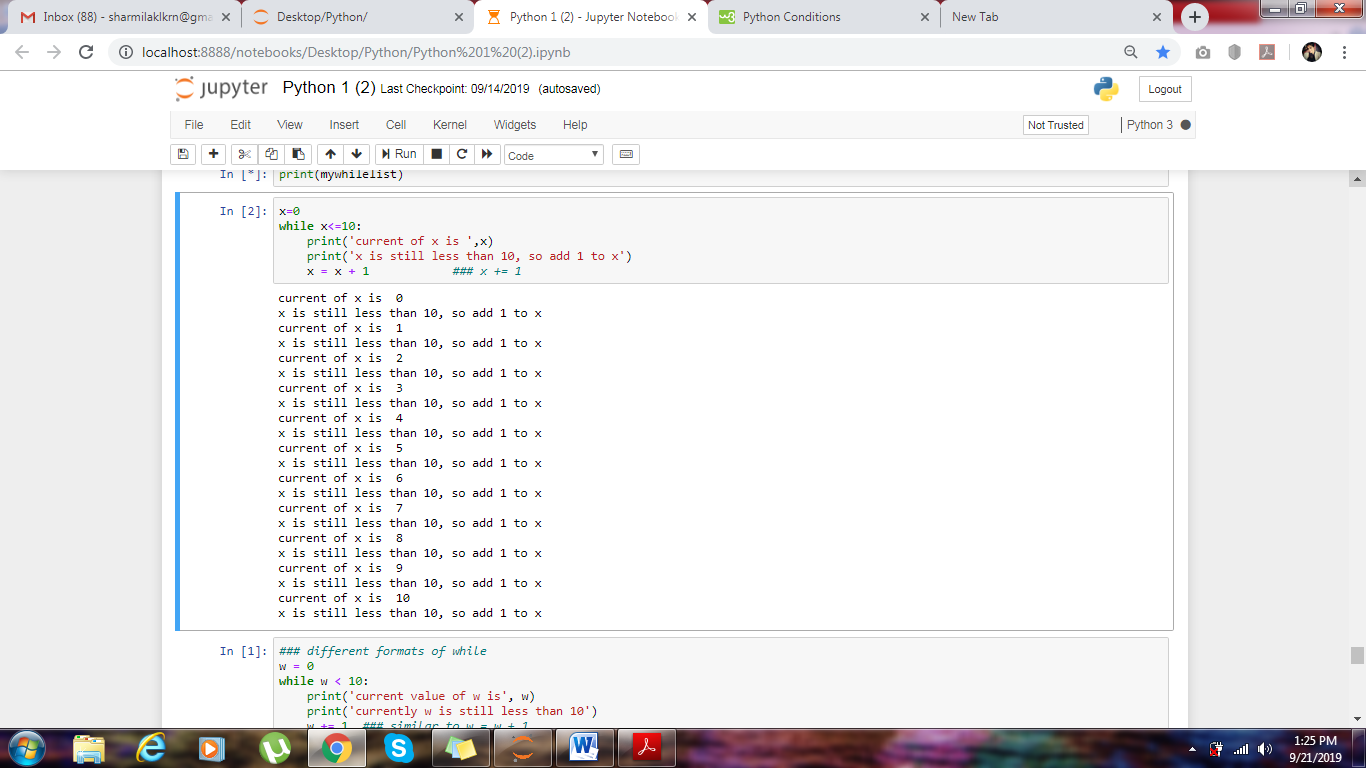 Inbox (88) - sharmilaklkrn@gma
Desktop/Python/
Python 1 (2) - Jupyter Notebook
Python Conditions
New Tab
localhost:8888/notebooks/Desktop/Python/Python%201%20(2).ipynb
jupyter Python 1 (2) Last Checkpoint: 09/14/2019 (autosaved)
Logout
File Edit View Insert Cell Kernel Widgets Help
Not Trusted
Python 3
Run
Code
In [*]: print(mywhilelist)
In [2]: x=0
while x<=10:
    print('current of x is ',x)
    print('x is still less than 10, so add 1 to x')
    x = x + 1            ### x += 1
current of x is  0
x is still less than 10, so add 1 to x
current of x is  1
x is still less than 10, so add 1 to x
current of x is  2
x is still less than 10, so add 1 to x
current of x is  3
x is still less than 10, so add 1 to x
current of x is  4
x is still less than 10, so add 1 to x
current of x is  5
x is still less than 10, so add 1 to x
current of x is  6
x is still less than 10, so add 1 to x
current of x is  7
x is still less than 10, so add 1 to x
current of x is  8
x is still less than 10, so add 1 to x
current of x is  9
x is still less than 10, so add 1 to x
current of x is  10
x is still less than 10, so add 1 to x
In [1]: ### different formats of while
w = 0
while w < 10:
    print('current value of w is', w)
    print('currently w is still less than 10')
    w += 1  ### similar to w = w + 1
1:25 PM
9/21/2019